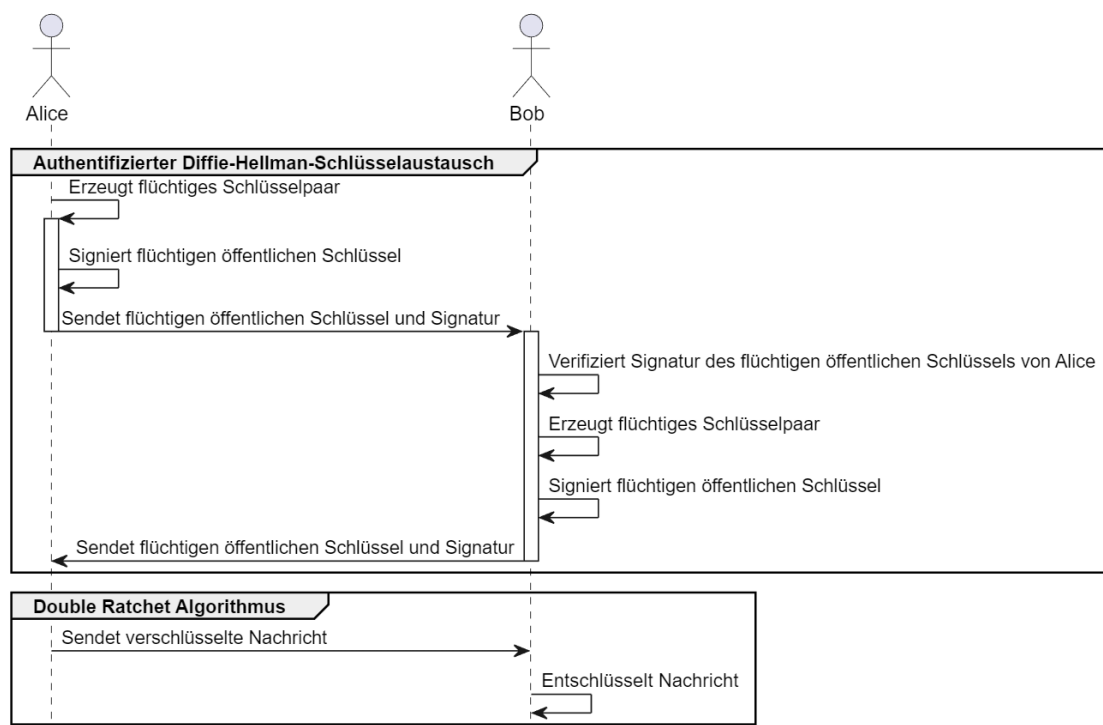 Alice
Bob
Authentifizierter Diffie-Hellman-Schlüsselaustausch
Erzeugt flüchtiges Schlüsselpaar
Signiert flüchtigen öffentlichen Schlüssel
Sendet flüchtigen öffentlichen Schlüssel und Signatur
Verifiziert Signatur des flüchtigen öffentlichen Schlüssels von Alice
Erzeugt flüchtiges Schlüsselpaar
Signiert flüchtigen öffentlichen Schlüssel
Sendet flüchtigen öffentlichen Schlüssel und Signatur
Double Ratchet Algorithmus
Sendet verschlüsselte Nachricht
Entschlüsselt Nachricht